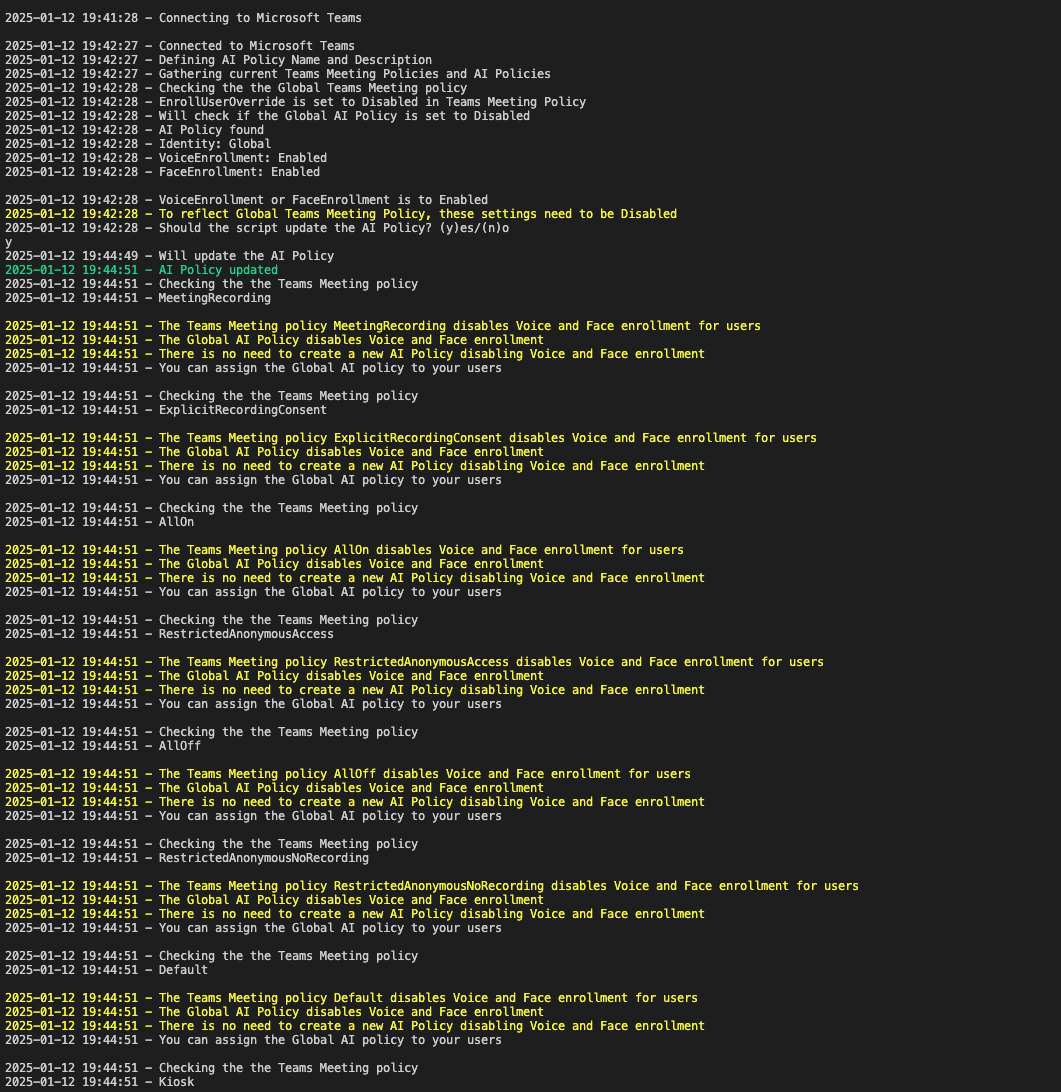 2025-01-12 19:41:28 - Connecting to Microsoft Teams
2025-01-12 19:42:27 - Connected to Microsoft Teams
2025-01-12 19:42:27 - Defining AI Policy Name and Description
2025-01-12 19:42:27 - Gathering current Teams Meeting Policies and AI Policies
2025-01-12 19:42:28 - Checking the the Global Teams Meeting policy
2025-01-12 19:42:28 - EnrollUserOverride is set to Disabled in Teams Meeting Policy
2025-01-12 19:42:28 - Will check if the Global AI Policy is set to Disabled
2025-01-12 19:42:28 - AI Policy found
2025-01-12 19:42:28 - Identity: Global
2025-01-12 19:42:28 - VoiceEnrollment: Enabled
2025-01-12 19:42:28 - FaceEnrollment: Enabled
2025-01-12 19:42:28 - VoiceEnrollment or FaceEnrollment is to Enabled
2025-01-12 19:42:28 - To reflect Global Teams Meeting Policy, these settings need to be Disabled
2025-01-12 19:42:28 - Should the script update the AI Policy? (y)es/(n)o
y
2025-01-12 19:44:49 - Will update the AI Policy
2025-01-12 19:44:51 - AI Policy updated
2025-01-12 19:44:51 - Checking the the Teams Meeting policy
2025-01-12 19:44:51 - MeetingRecording
2025-01-12 19:44:51 - The Teams Meeting policy MeetingRecording disables Voice and Face enrollment for users
2025-01-12 19:44:51 - The Global AI Policy disables Voice and Face enrollment
2025-01-12 19:44:51 - There is no need to create a new AI Policy disabling Voice and Face enrollment
2025-01-12 19:44:51 - You can assign the Global AI policy to your users
2025-01-12 19:44:51 - Checking the the Teams Meeting policy
2025-01-12 19:44:51 - ExplicitRecordingConsent
2025-01-12 19:44:51 - The Teams Meeting policy ExplicitRecordingConsent disables Voice and Face enrollment for users
2025-01-12 19:44:51 - The Global AI Policy disables Voice and Face enrollment
2025-01-12 19:44:51 - There is no need to create a new AI Policy disabling Voice and Face enrollment
2025-01-12 19:44:51 - You can assign the Global AI policy to your users
2025-01-12 19:44:51 - Checking the the Teams Meeting policy
2025-01-12 19:44:51 - AllOn
2025-01-12 19:44:51 - The Teams Meeting policy AllOn disables Voice and Face enrollment for users
2025-01-12 19:44:51 - The Global AI Policy disables Voice and Face enrollment
2025-01-12 19:44:51 - There is no need to create a new AI Policy disabling Voice and Face enrollment
2025-01-12 19:44:51 - You can assign the Global AI policy to your users
2025-01-12 19:44:51 - Checking the the Teams Meeting policy
2025-01-12 19:44:51 - RestrictedAnonymousAccess
2025-01-12 19:44:51 - The Teams Meeting policy RestrictedAnonymousAccess disables Voice and Face enrollment for users
2025-01-12 19:44:51 - The Global AI Policy disables Voice and Face enrollment
2025-01-12 19:44:51 - There is no need to create a new AI Policy disabling Voice and Face enrollment
2025-01-12 19:44:51 - You can assign the Global AI policy to your users
2025-01-12 19:44:51 - Checking the the Teams Meeting policy
2025-01-12 19:44:51 - AllOff
2025-01-12 19:44:51 - The Teams Meeting policy AllOff disables Voice and Face enrollment for users
2025-01-12 19:44:51 - The Global AI Policy disables Voice and Face enrollment
2025-01-12 19:44:51 - There is no need to create a new AI Policy disabling Voice and Face enrollment
2025-01-12 19:44:51 - You can assign the Global AI policy to your users
2025-01-12 19:44:51 - Checking the the Teams Meeting policy
2025-01-12 19:44:51 - RestrictedAnonymousNoRecording
2025-01-12 19:44:51 - The Teams Meeting policy RestrictedAnonymousNoRecording disables Voice and Face enrollment for users
2025-01-12 19:44:51 - The Global AI Policy disables Voice and Face enrollment
2025-01-12 19:44:51 - There is no need to create a new AI Policy disabling Voice and Face enrollment
2025-01-12 19:44:51 - You can assign the Global AI policy to your users
2025-01-12 19:44:51 - Checking the the Teams Meeting policy
2025-01-12 19:44:51 - Default
2025-01-12 19:44:51 - The Teams Meeting policy Default disables Voice and Face enrollment for users
2025-01-12 19:44:51 - The Global AI Policy disables Voice and Face enrollment
2025-01-12 19:44:51 - There is no need to create a new AI Policy disabling Voice and Face enrollment
2025-01-12 19:44:51 - You can assign the Global AI policy to your users
2025-01-12 19:44:51 - Checking the the Teams Meeting policy
2025-01-12 19:44:51 - Kiosk